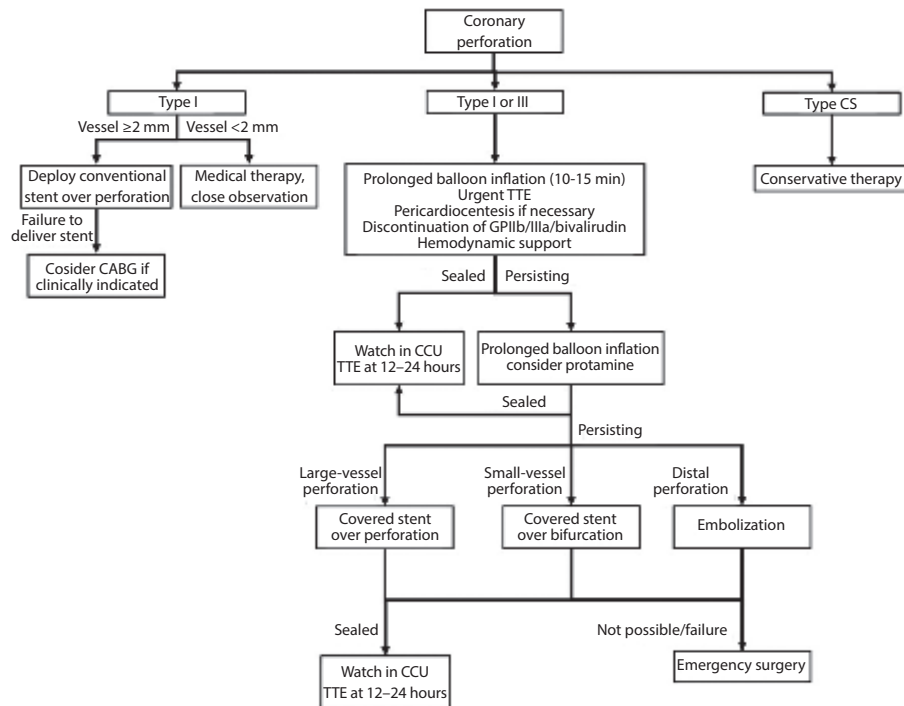 Coronary
perforation
Type I
Type I or III
Type CS
Vessel ≥2 mm
Vessel <2 mm
Deploy conventional
stent over perforation
Medical therapy,
close observation
Prolonged balloon inflation (10-15 min)
Urgent TTE
Pericardiocentesis if necessary
Discontinuation of GPIIb/IIIa/bivalirudin
Hemodynamic support
Conservative therapy
Failure to
deliver stent
Cosider CABG if
clinically indicated
Sealed
Persisting
Watch in CCU
TTE at 12–24 hours
Prolonged balloon inflation
consider protamine
Sealed
Persisting
Large-vessel
perforation
Small-vessel
perforation
Distal
perforation
Covered stent
over perforation
Covered stent
over bifurcation
Embolization
Sealed
Not possible/failure
Watch in CCU
TTE at 12–24 hours
Emergency surgery